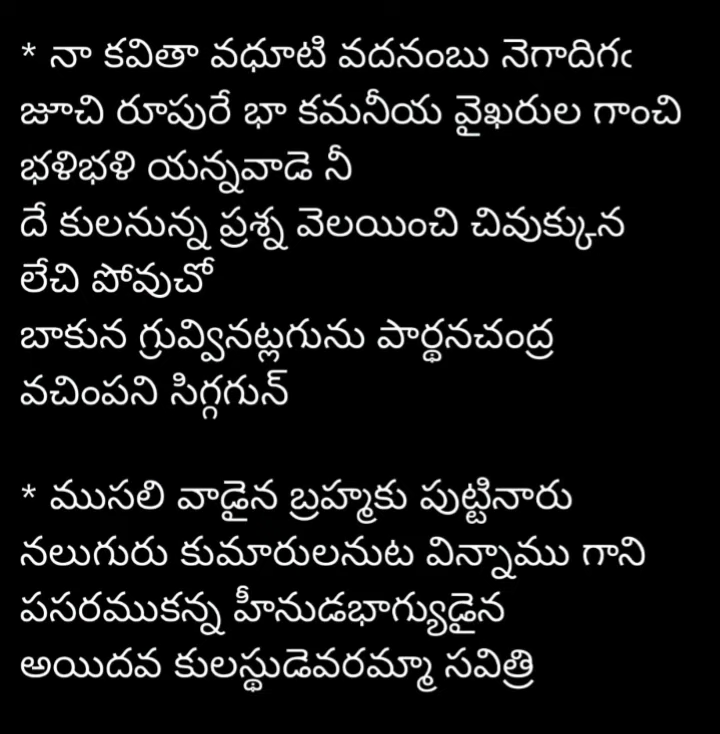 * నా కవితా వధూటి వదనంబు నెగాదిగఁ
జూచి రూపురే భా కమనీయ వైఖరుల గాంచి
భళిభళి యన్నవాడె నీ
దే కులనున్న ప్రశ్న వెలయించి చివుక్కున
లేచి పోవుచో
బాకున గ్రువ్వినట్లగును పార్థనచంద్ర
వచింపని సిగ్గగున్
* ముసలి వాడైన బ్రహ్మకు పుట్టినారు
నలుగురు కుమారులనుట విన్నాము గాని
పసరముకన్న హీనుడభాగ్యుడైన
అయిదవ కులస్థుడెవరమ్మా సవిత్రి